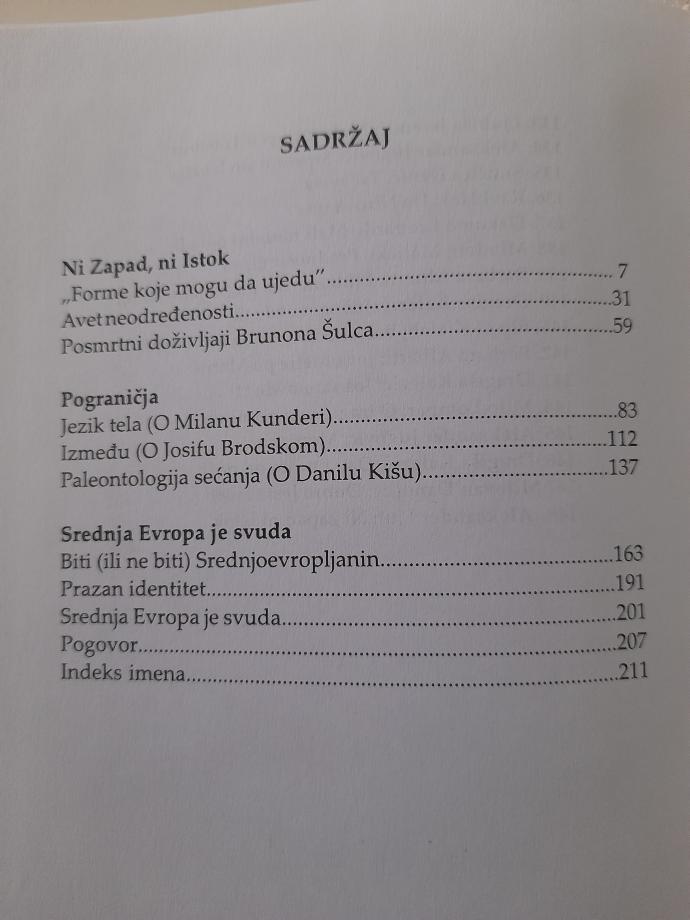 SADRŽAJ
Ni Zapad, ni Istok
„Forme koje mogu da ujedu”..........................................7
Avet neodređenosti..........................................................31
Posmrtni doživljaji Brunona Šulca....................................59
Pograničja
Jezik tela (O Milanu Kunderi)...........................................83
Između (O Josifu Brodskom)...........................................112
Paleontologija sećanja (O Danilu Kišu)...........................137
Srednja Evropa je svuda
Biti (ili ne biti) Srednjoevropljanin...................................163
Prazan identitet..............................................................191
Srednja Evropa je svuda.................................................201
Pogovor.........................................................................207
Indeks imena.................................................................211